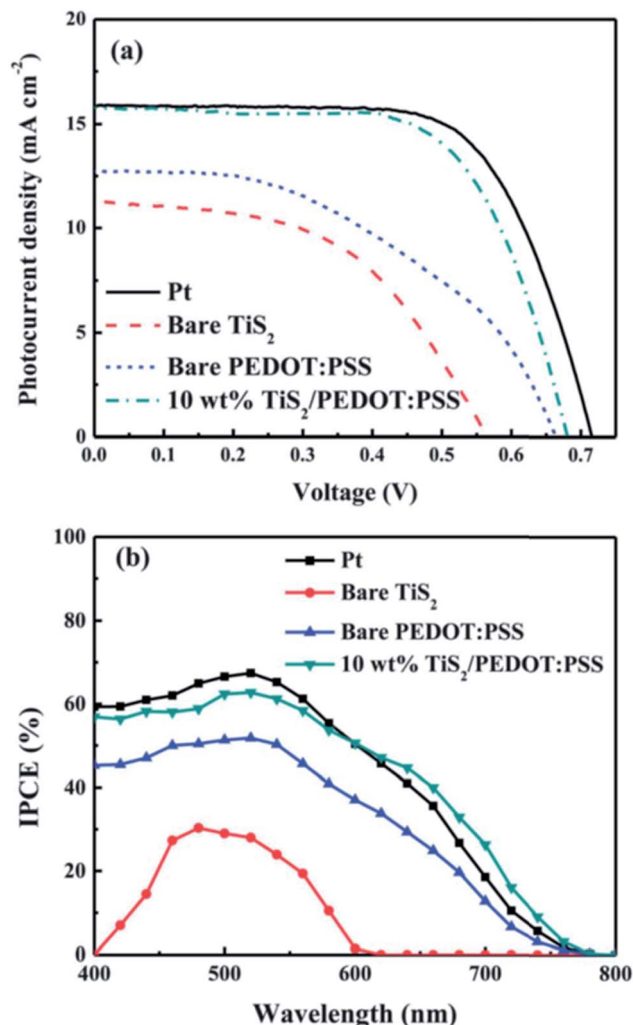 20
15
10
5
0
Photocurrent density (mA cm⁻²)
(a)
Pt
Bare TiS₂
Bare PEDOT:PSS
10 wt% TiS₂/PEDOT:PSS
0.0 0.1 0.2 0.3 0.4 0.5 0.6 0.7
Voltage (V)
100
80
60
40
20
0
IPCE (%)
(b)
Pt
Bare TiS₂
Bare PEDOT:PSS
10 wt% TiS₂/PEDOT:PSS
400 500 600 700 800
Wavelength (nm)